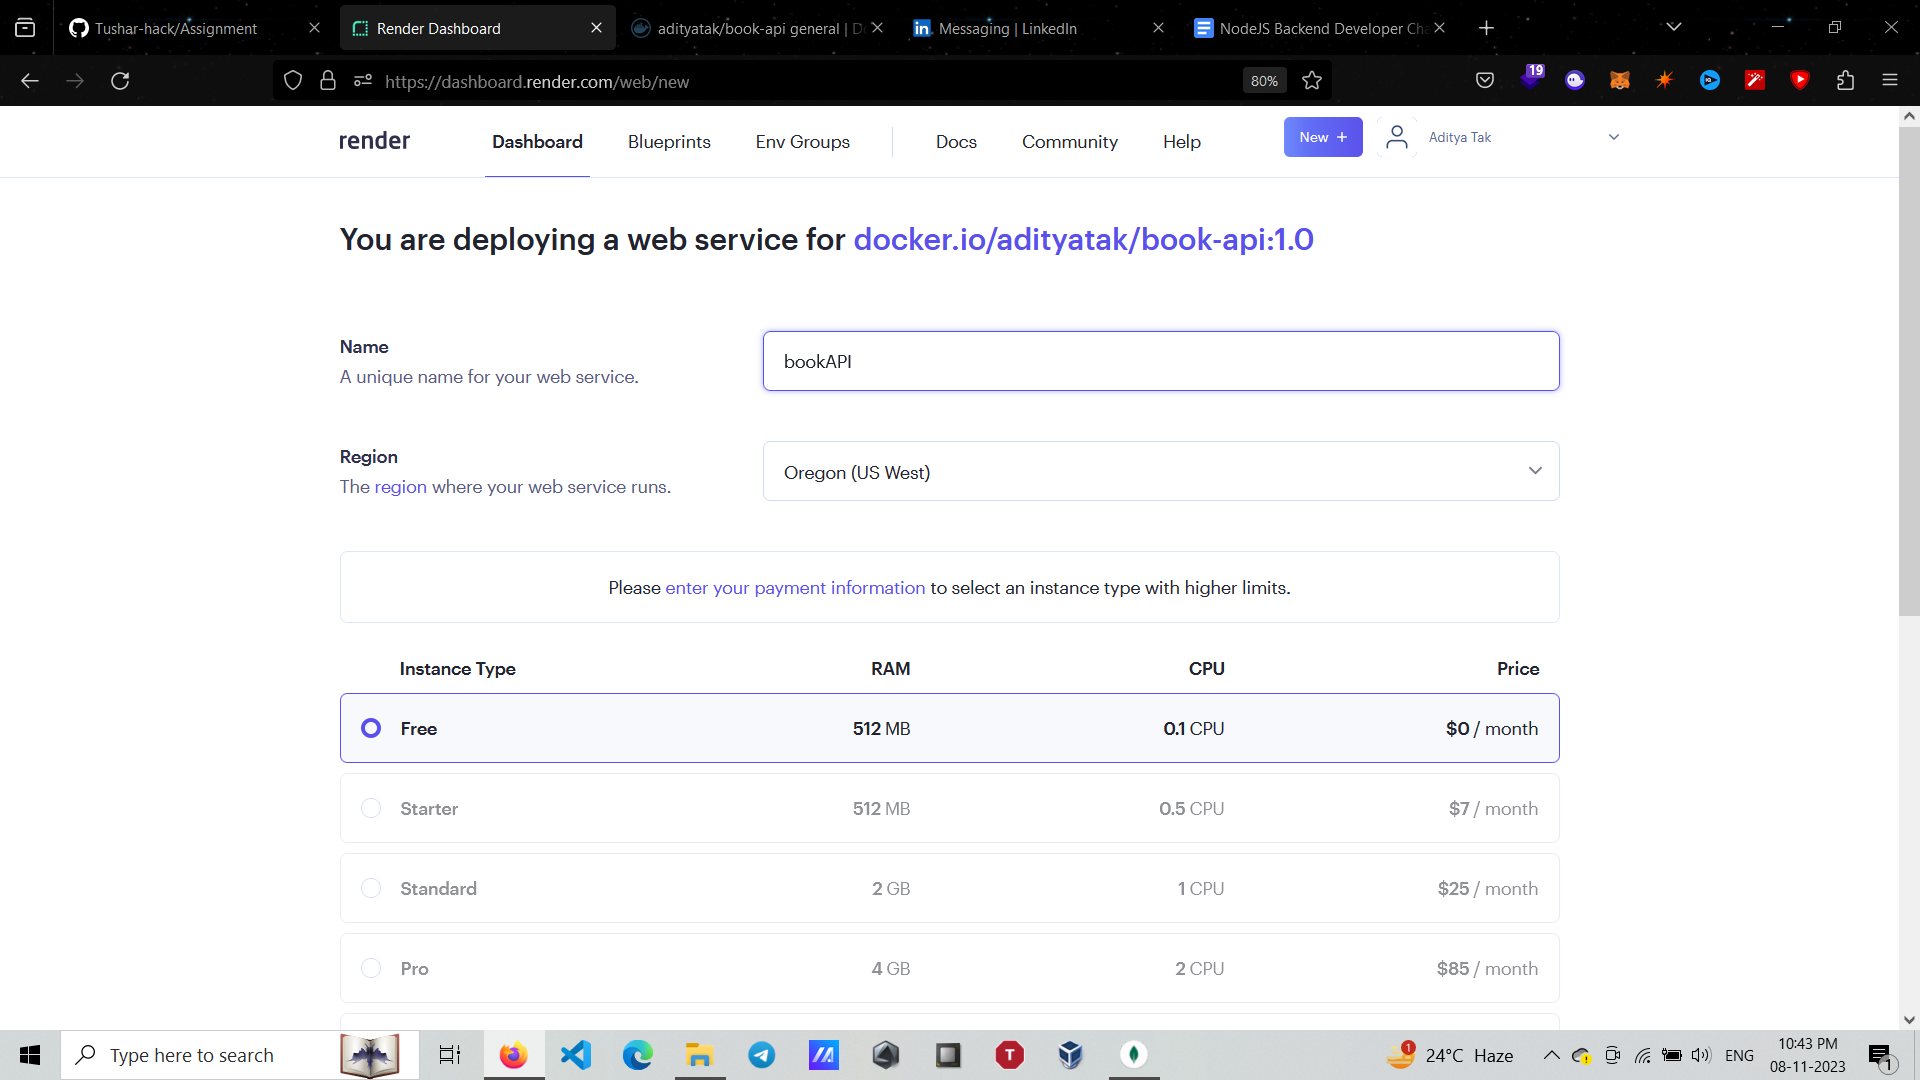 Tushar-hack/Assignment
Render Dashboard
adityatak/book-api general | Do
Messaging | LinkedIn
NodeJS Backend Developer Cha
https://dashboard.render.com/web/new
80%
19
render
Dashboard
Blueprints
Env Groups
Docs
Community
Help
New +
Aditya Tak
You are deploying a web service for docker.io/adityatak/book-api:1.0
Name
A unique name for your web service.
bookAPI
Region
The region where your web service runs.
Oregon (US West)
Please enter your payment information to select an instance type with higher limits.
Instance Type RAM CPU Price
Free 512 MB 0.1 CPU $0 / month
Starter 512 MB 0.5 CPU $7 / month
Standard 2 GB 1 CPU $25 / month
Pro 4 GB 2 CPU $85 / month
Type here to search
1
24°C Haze
ENG
10:43 PM
08-11-2023
1